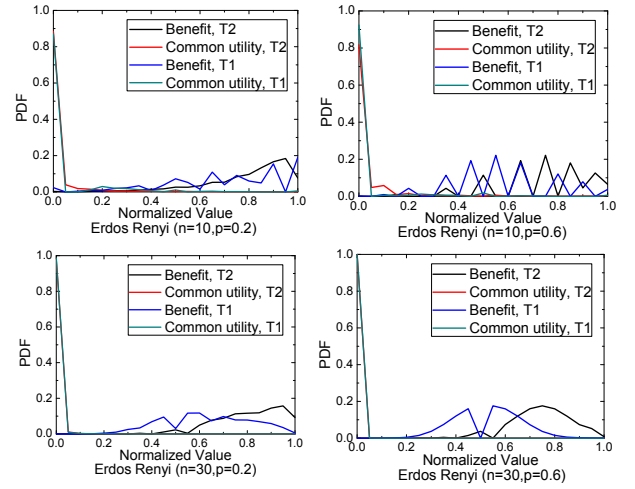 1.0
0.8
0.6
0.4
0.2
0.0
PDF
Benefit, T2
Common utility, T2
Benefit, T1
Common utility, T1
0.0 0.2 0.4 0.6 0.8 1.0
Normalized Value
Erdos Renyi (n=10,p=0.2)
1.0
0.8
0.6
0.4
0.2
0.0
PDF
Benefit, T2
Common utility, T2
Benefit, T1
Common utility, T1
0.0 0.2 0.4 0.6 0.8 1.0
Normalized Value
Erdos Renyi (n=10,p=0.6)
1.0
0.8
0.6
0.4
0.2
0.0
PDF
Benefit, T2
Common utility, T2
Benefit, T1
Common utility, T1
0.0 0.2 0.4 0.6 0.8 1.0
Normalized Value
Erdos Renyi (n=30,p=0.2)
1.0
0.8
0.6
0.4
0.2
0.0
PDF
Benefit, T2
Common utility, T2
Benefit, T1
Common utility, T1
0.0 0.2 0.4 0.6 0.8 1.0
Normalized Value
Erdos Renyi (n=30,p=0.6)